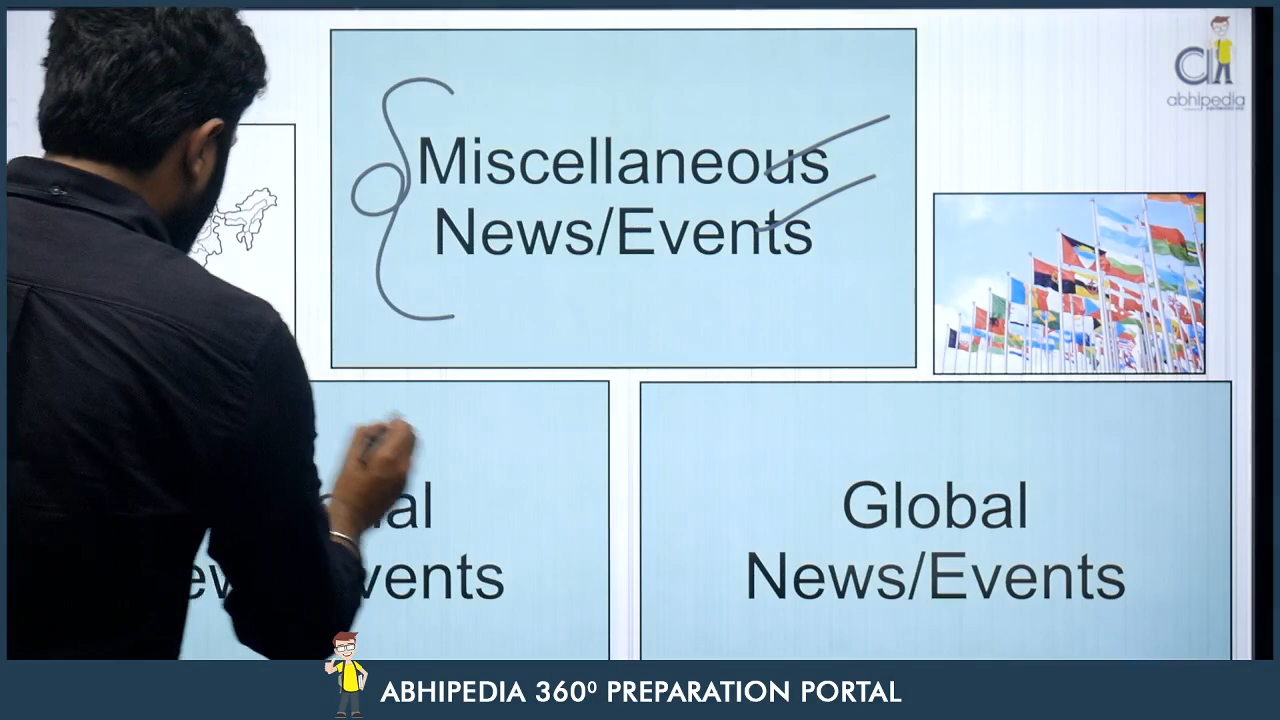 abhipedia
Miscellaneous
News/Events
Global
News/Events
ABHIPEDIA 360⁰ PREPARATION PORTAL